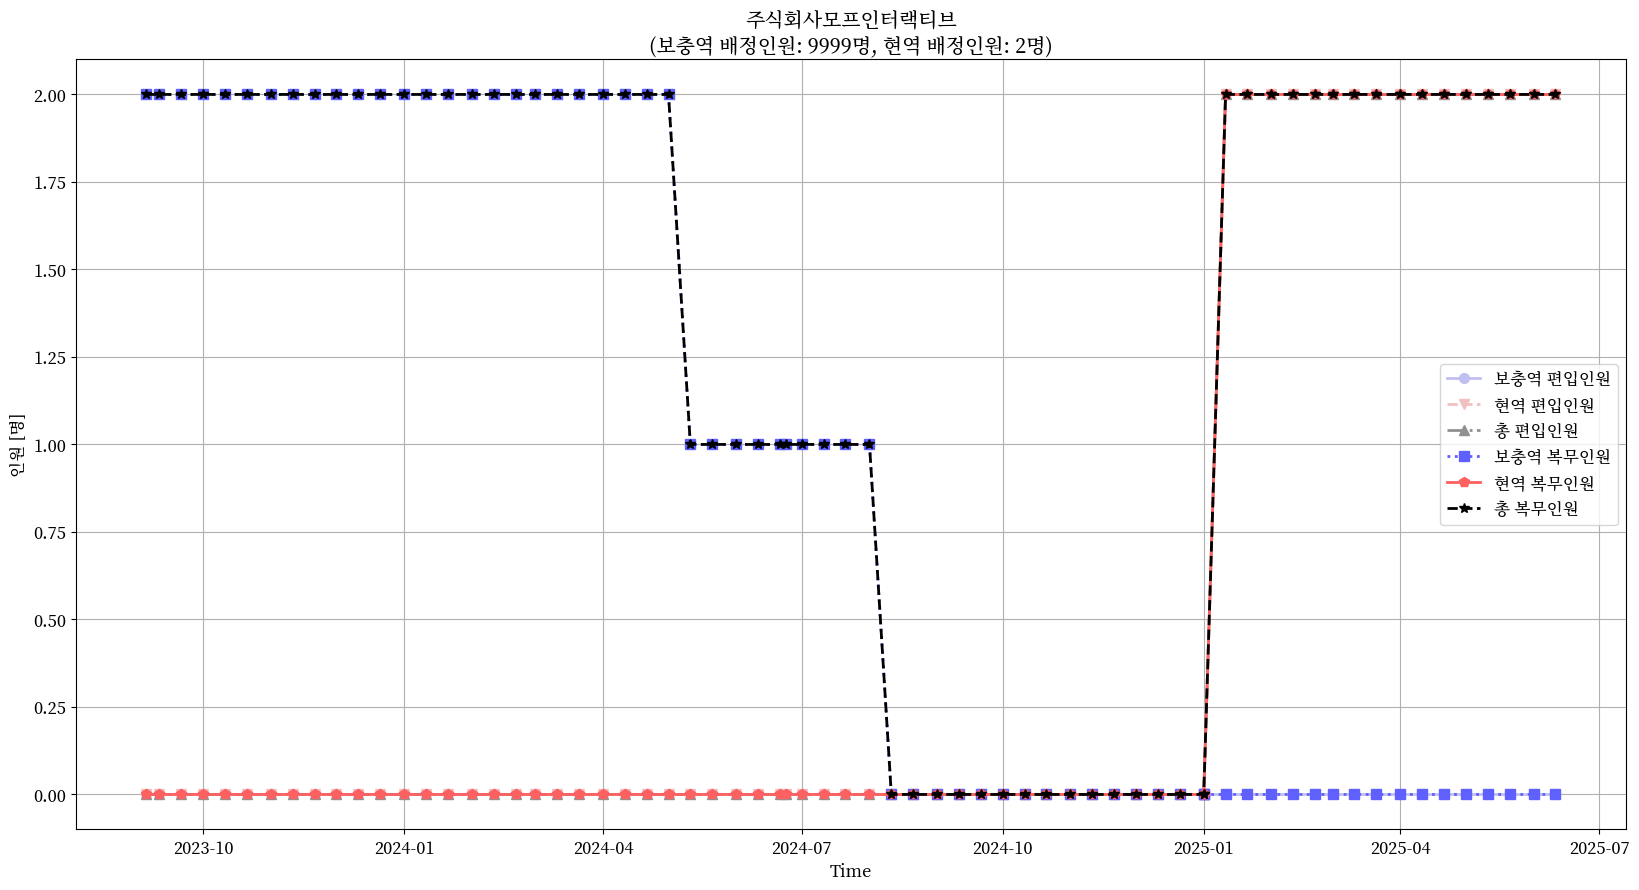 주식회사모프인터랙티브
(보충역 배정인원: 9999명, 현역 배정인원: 2명)
2.00
1.75
1.50
1.25
1.00
0.75
0.50
0.25
0.00
인원 [명]
보충역 편입인원
현역 편입인원
총 편입인원
보충역 복무인원
현역 복무인원
총 복무인원
2023-10
2024-01
2024-04
2024-07
2024-10
2025-01
2025-04
2025-07
Time